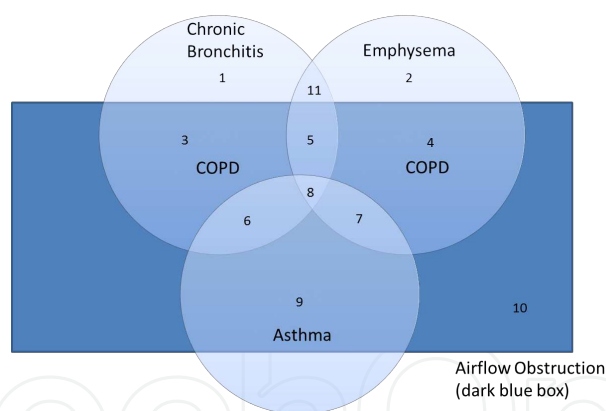 Chronic
Bronchitis
Emphysema
1
2
11
3
5
4
COPD
COPD
8
6
7
9
10
Asthma
Airflow Obstruction
(dark blue box)